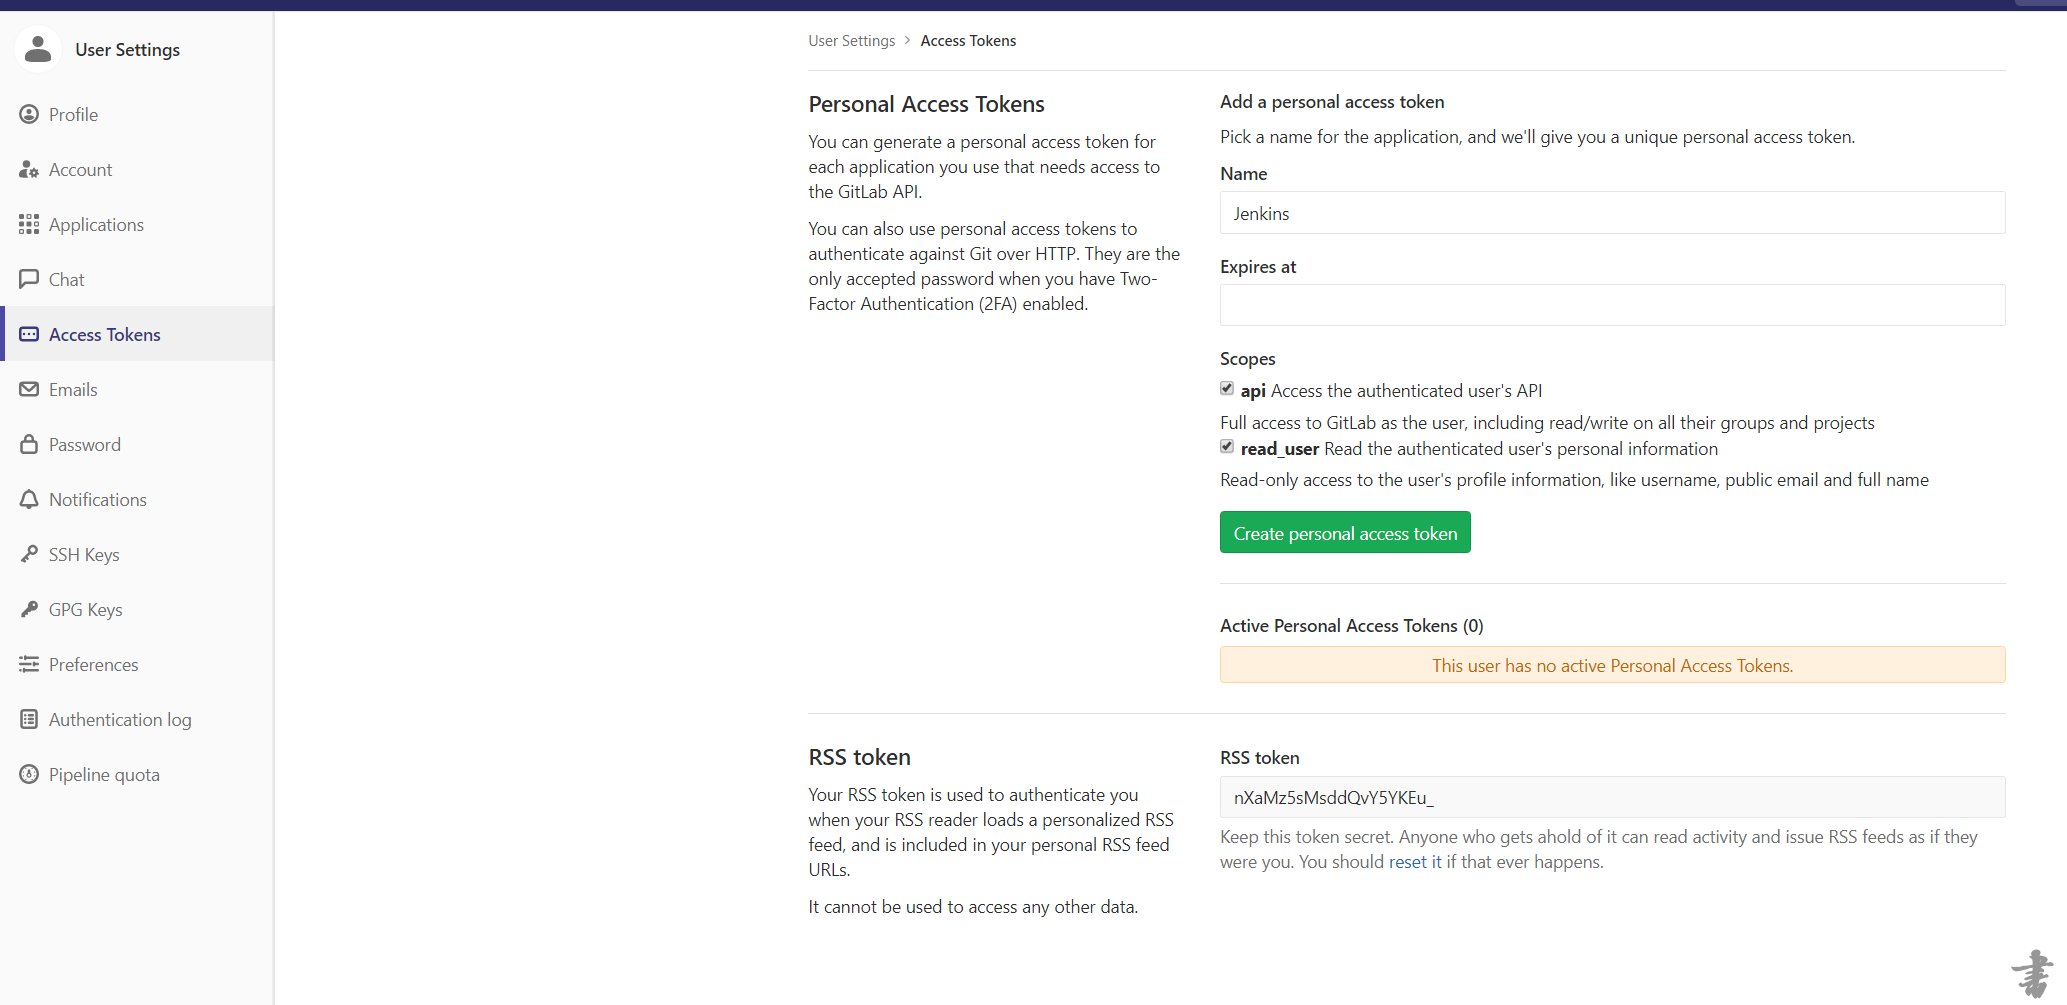 User Settings
Profile
Account
Applications
Chat
Access Tokens
Emails
Password
Notifications
SSH Keys
GPG Keys
Preferences
Authentication log
Pipeline quota
User Settings > Access Tokens
Personal Access Tokens
You can generate a personal access token for
each application you use that needs access to
the GitLab API.
You can also use personal access tokens to
authenticate against Git over HTTP. They are the
only accepted password when you have Two-
Factor Authentication (2FA) enabled.
Add a personal access token
Pick a name for the application, and we'll give you a unique personal access token.
Name
Jenkins
Expires at
Scopes
api Access the authenticated user's API
Full access to GitLab as the user, including read/write on all their groups and projects
read_user Read the authenticated user's personal information
Read-only access to the user's profile information, like username, public email and full name
Create personal access token
Active Personal Access Tokens (0)
This user has no active Personal Access Tokens.
RSS token
Your RSS token is used to authenticate you
when your RSS reader loads a personalized RSS
feed, and is included in your personal RSS feed
URLs.
It cannot be used to access any other data.
RSS token
nXaMz5sMsddQvY5YKEu_
Keep this token secret. Anyone who gets ahold of it can read activity and issue RSS feeds as if they
were you. You should reset it if that ever happens.
書